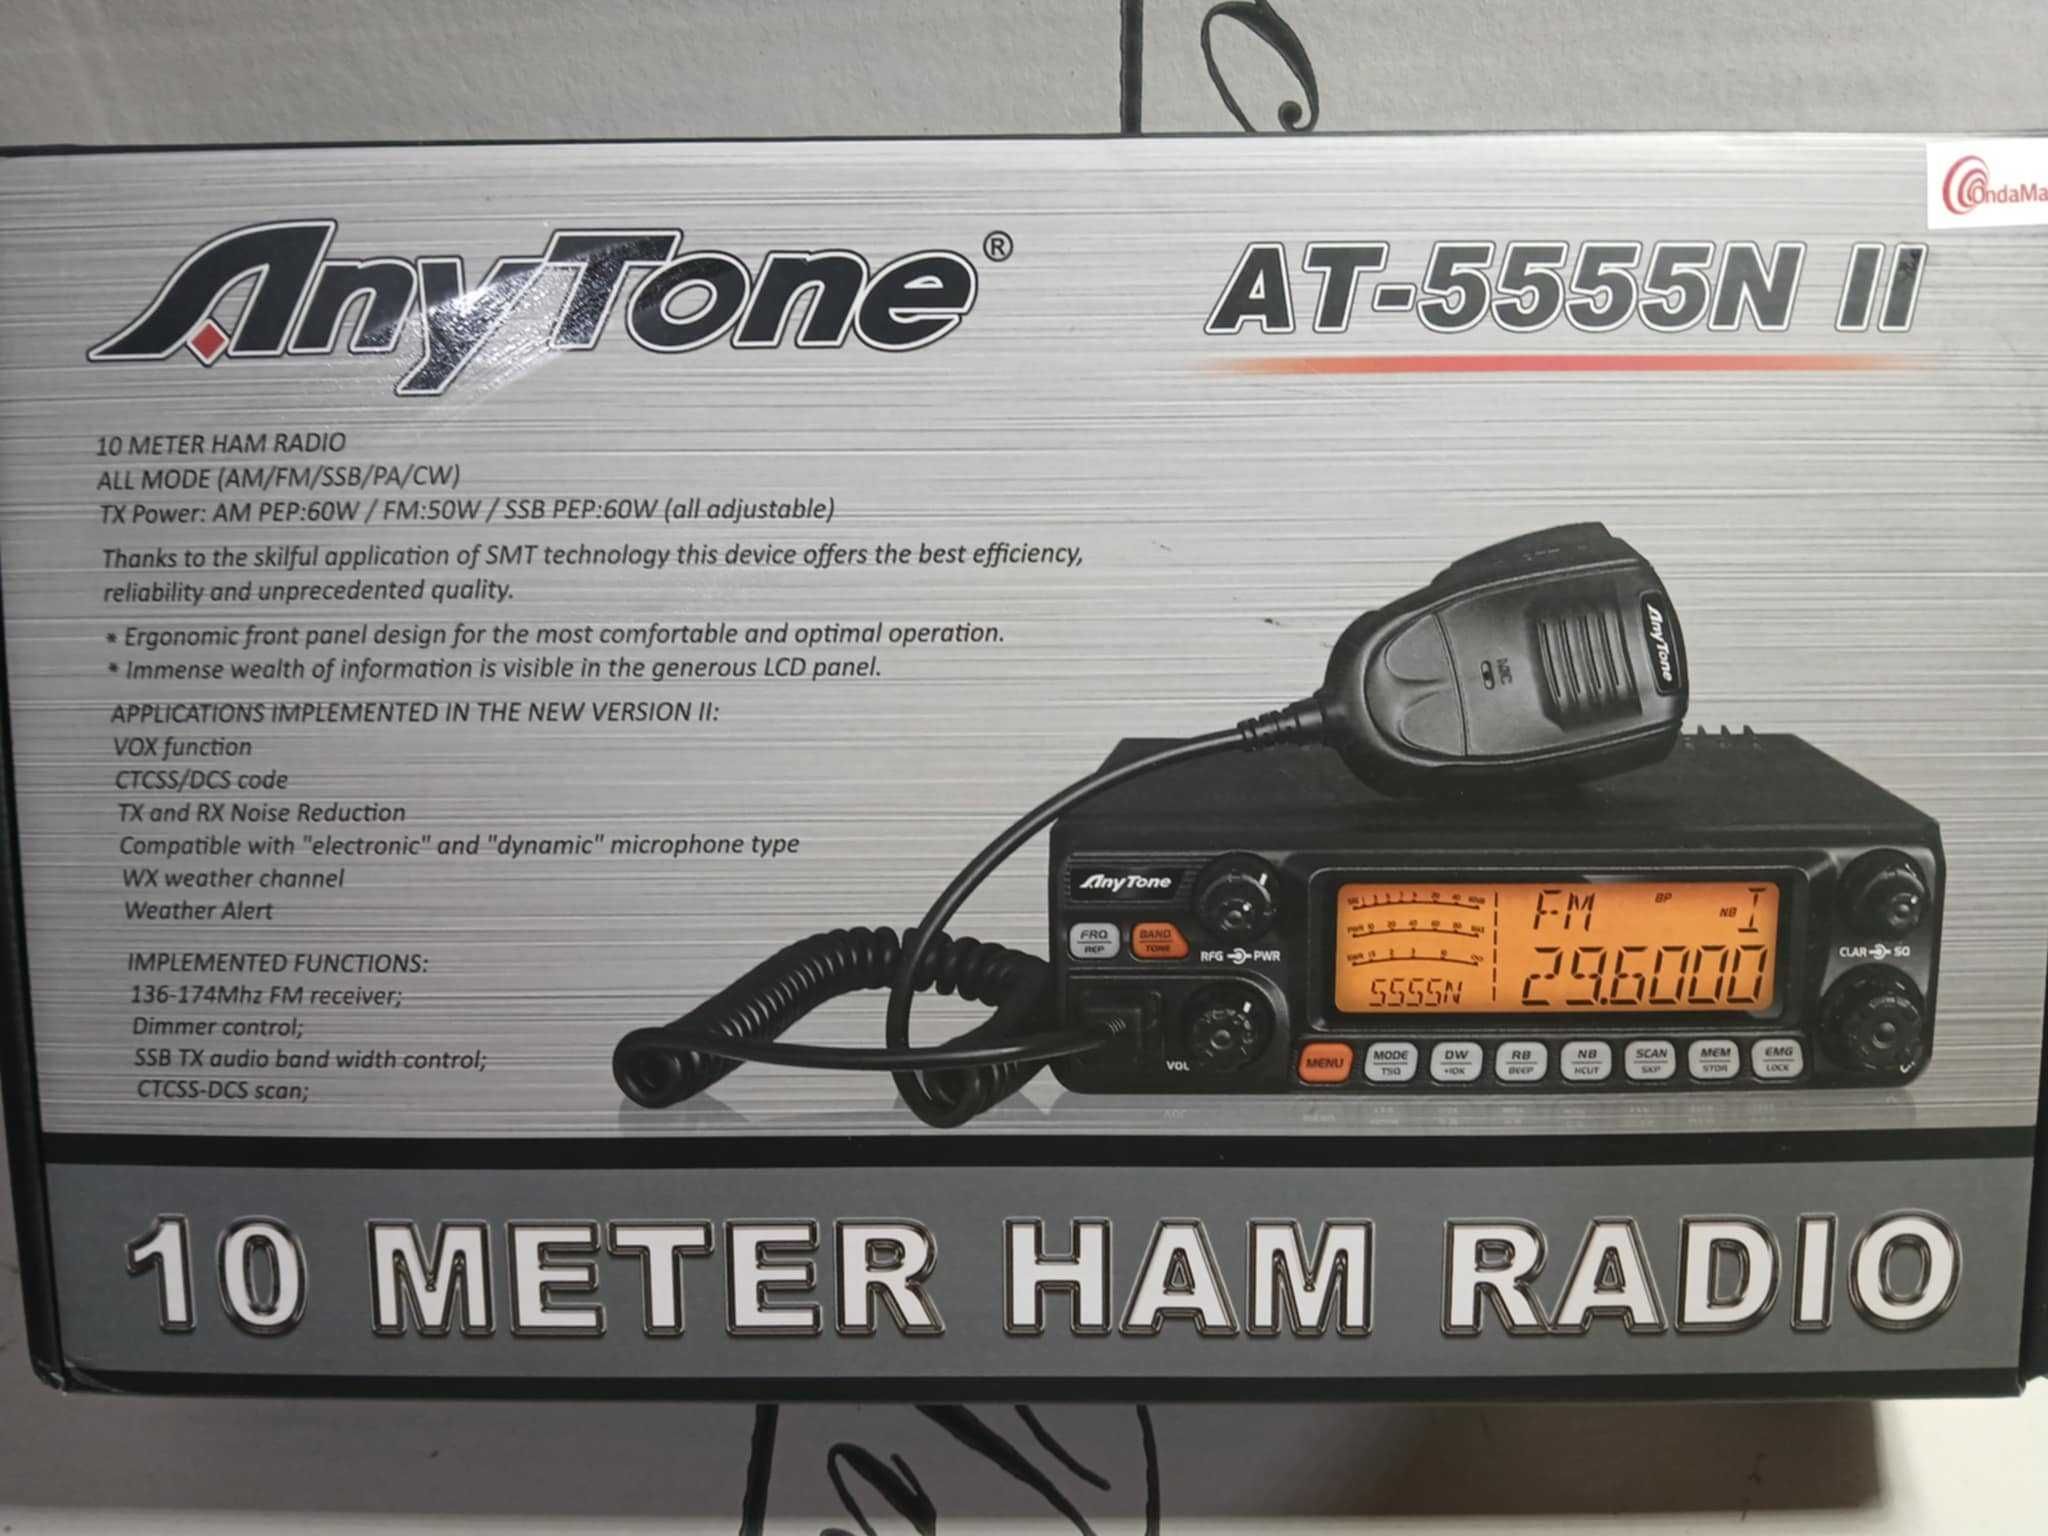 OndaMa
AnyTone®
AT-5555N II
10 METER HAM RADIO
ALL MODE (AM/FM/SSB/PA/CW)
TX Power: AM PEP:60W / FM:50W / SSB PEP:60W (all adjustable)
Thanks to the skilful application of SMT technology this device offers the best efficiency,
reliability and unprecedented quality.
* Ergonomic front panel design for the most comfortable and optimal operation.
* Immense wealth of information is visible in the generous LCD panel.
APPLICATIONS IMPLEMENTED IN THE NEW VERSION II:
VOX function
CTCSS/DCS code
TX and RX Noise Reduction
Compatible with "electronic" and "dynamic" microphone type
WX weather channel
Weather Alert
IMPLEMENTED FUNCTIONS:
136-174Mhz FM receiver;
Dimmer control;
SSB TX audio band width control;
CTCSS-DCS scan;
AnyTone
MIC
AnyTone
FRQ
REP
BAND
TONE
RFG PWR
VOL
FM BP NB I
5555N 29.6000
CLAR SQ
MENU
MODE DW RB NB SCAN MEM EMG
TSQ +10K BEEP HCUT SKP STOR LOCK
10 METER HAM RADIO